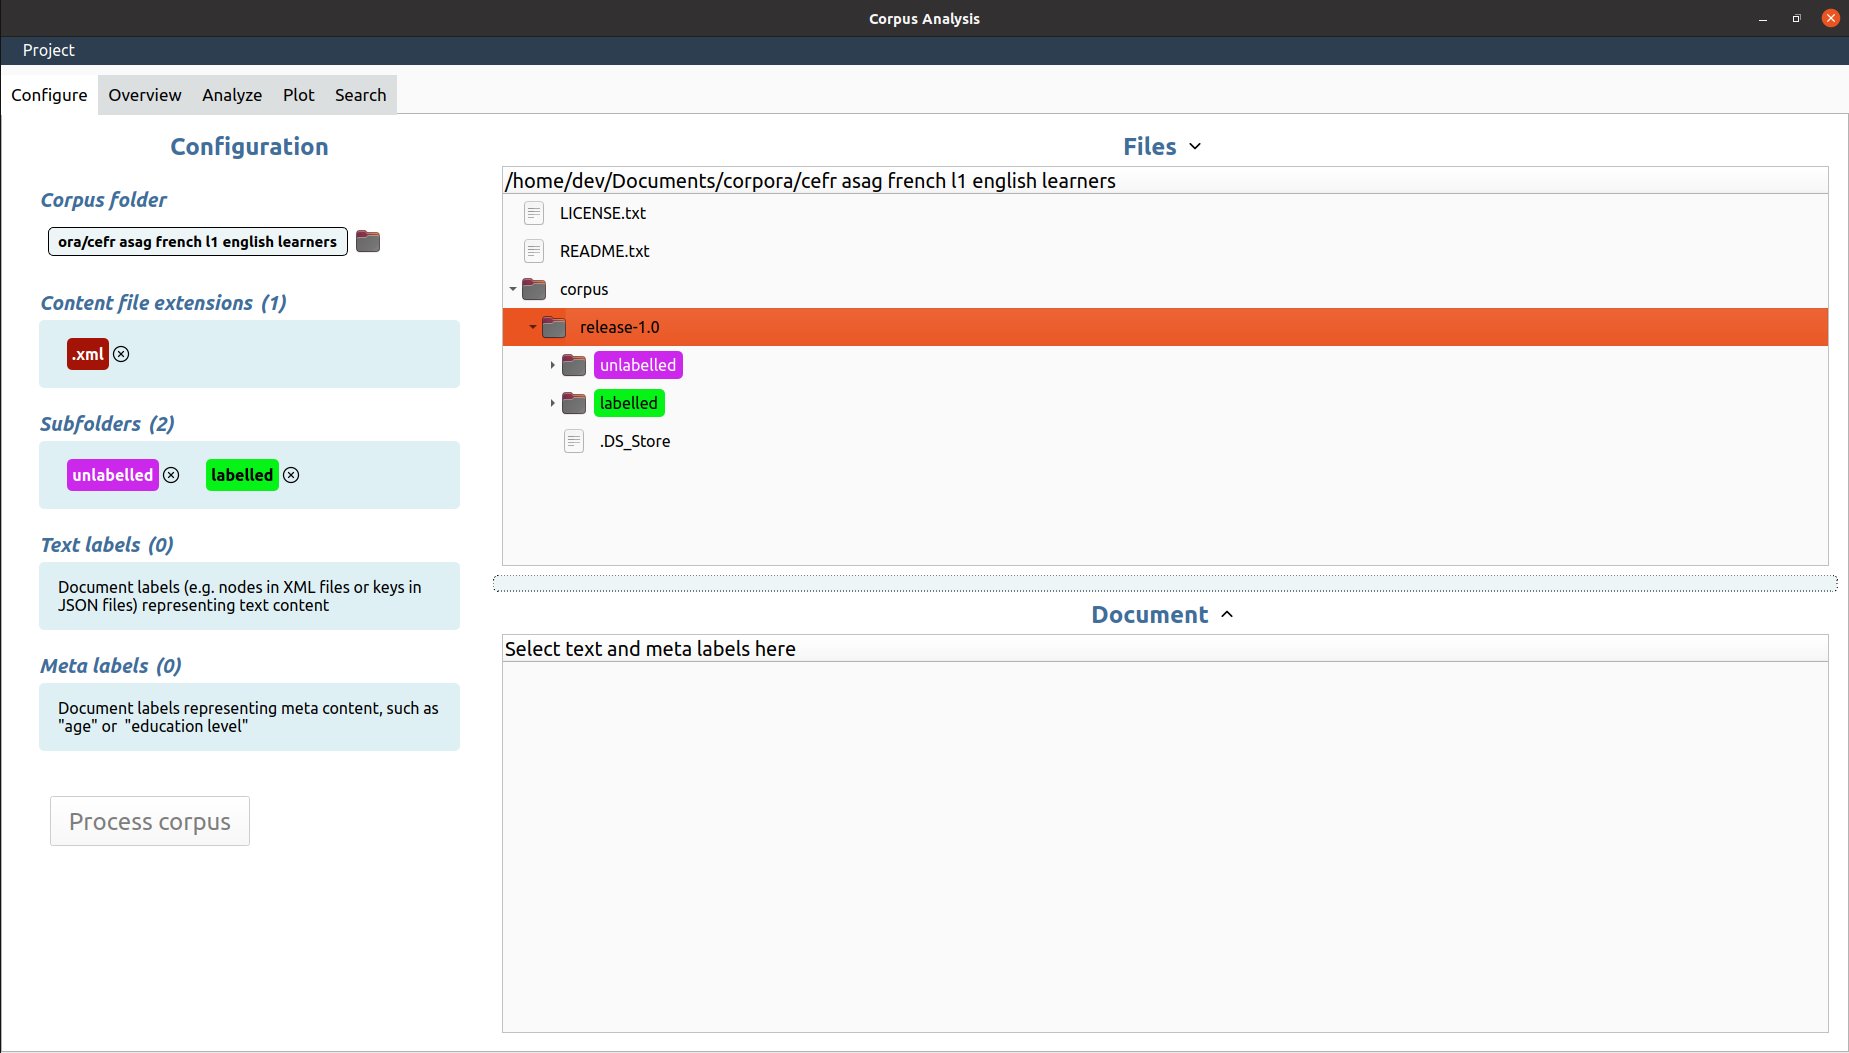 Corpus Analysis
Project
Configure Overview Analyze Plot Search
Configuration
Corpus folder
ora/cefr asag french l1 english learners
Content file extensions (1)
.xml
Subfolders (2)
unlabelled labelled
Text labels (0)
Document labels (e.g. nodes in XML files or keys in
JSON files) representing text content
Meta labels (0)
Document labels representing meta content, such as
"age" or "education level"
Process corpus
Files
/home/dev/Documents/corpora/cefr asag french l1 english learners
LICENSE.txt
README.txt
corpus
release-1.0
unlabelled
labelled
.DS_Store
Document
Select text and meta labels here